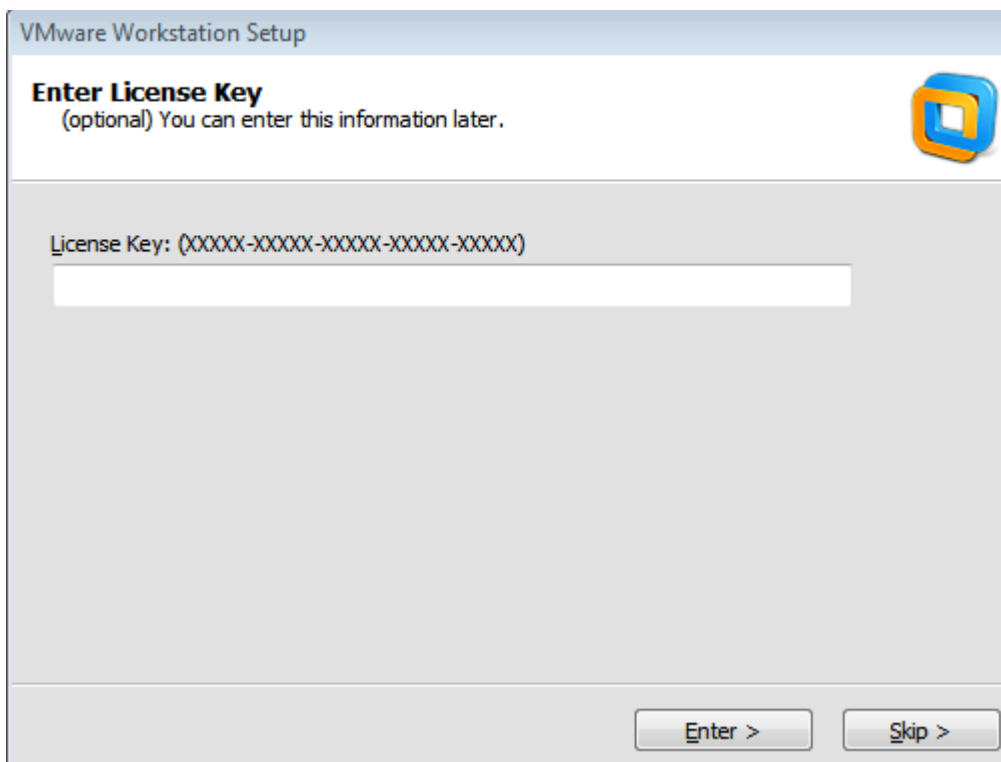 VMware Workstation Setup
Enter License Key
(optional) You can enter this information later.
License Key: (XXXXX-XXXXX-XXXXX-XXXXX-XXXXX)
Enter >
Skip >